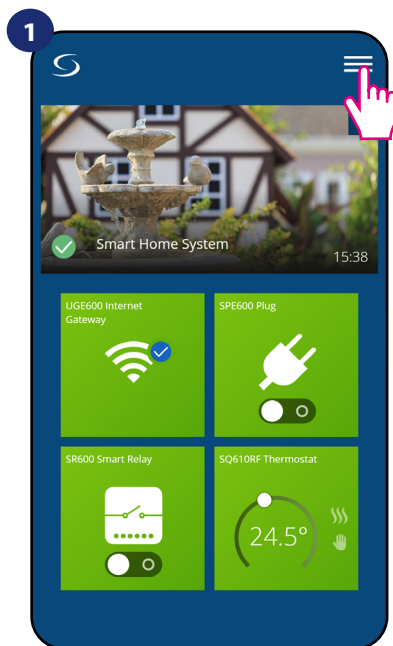 1
Smart Home System
15:38
UGE600 Internet
Gateway
SPE600 Plug
SR600 Smart Relay
SQ610RF Thermostat
24.5°